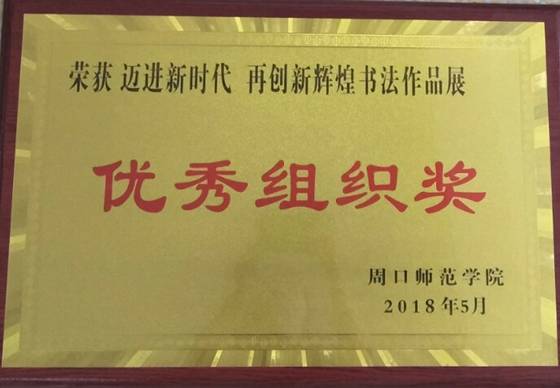 荣获 迈进新时代 再创新辉煌书法作品展
优秀组织奖
周口师范学院
2018年5月